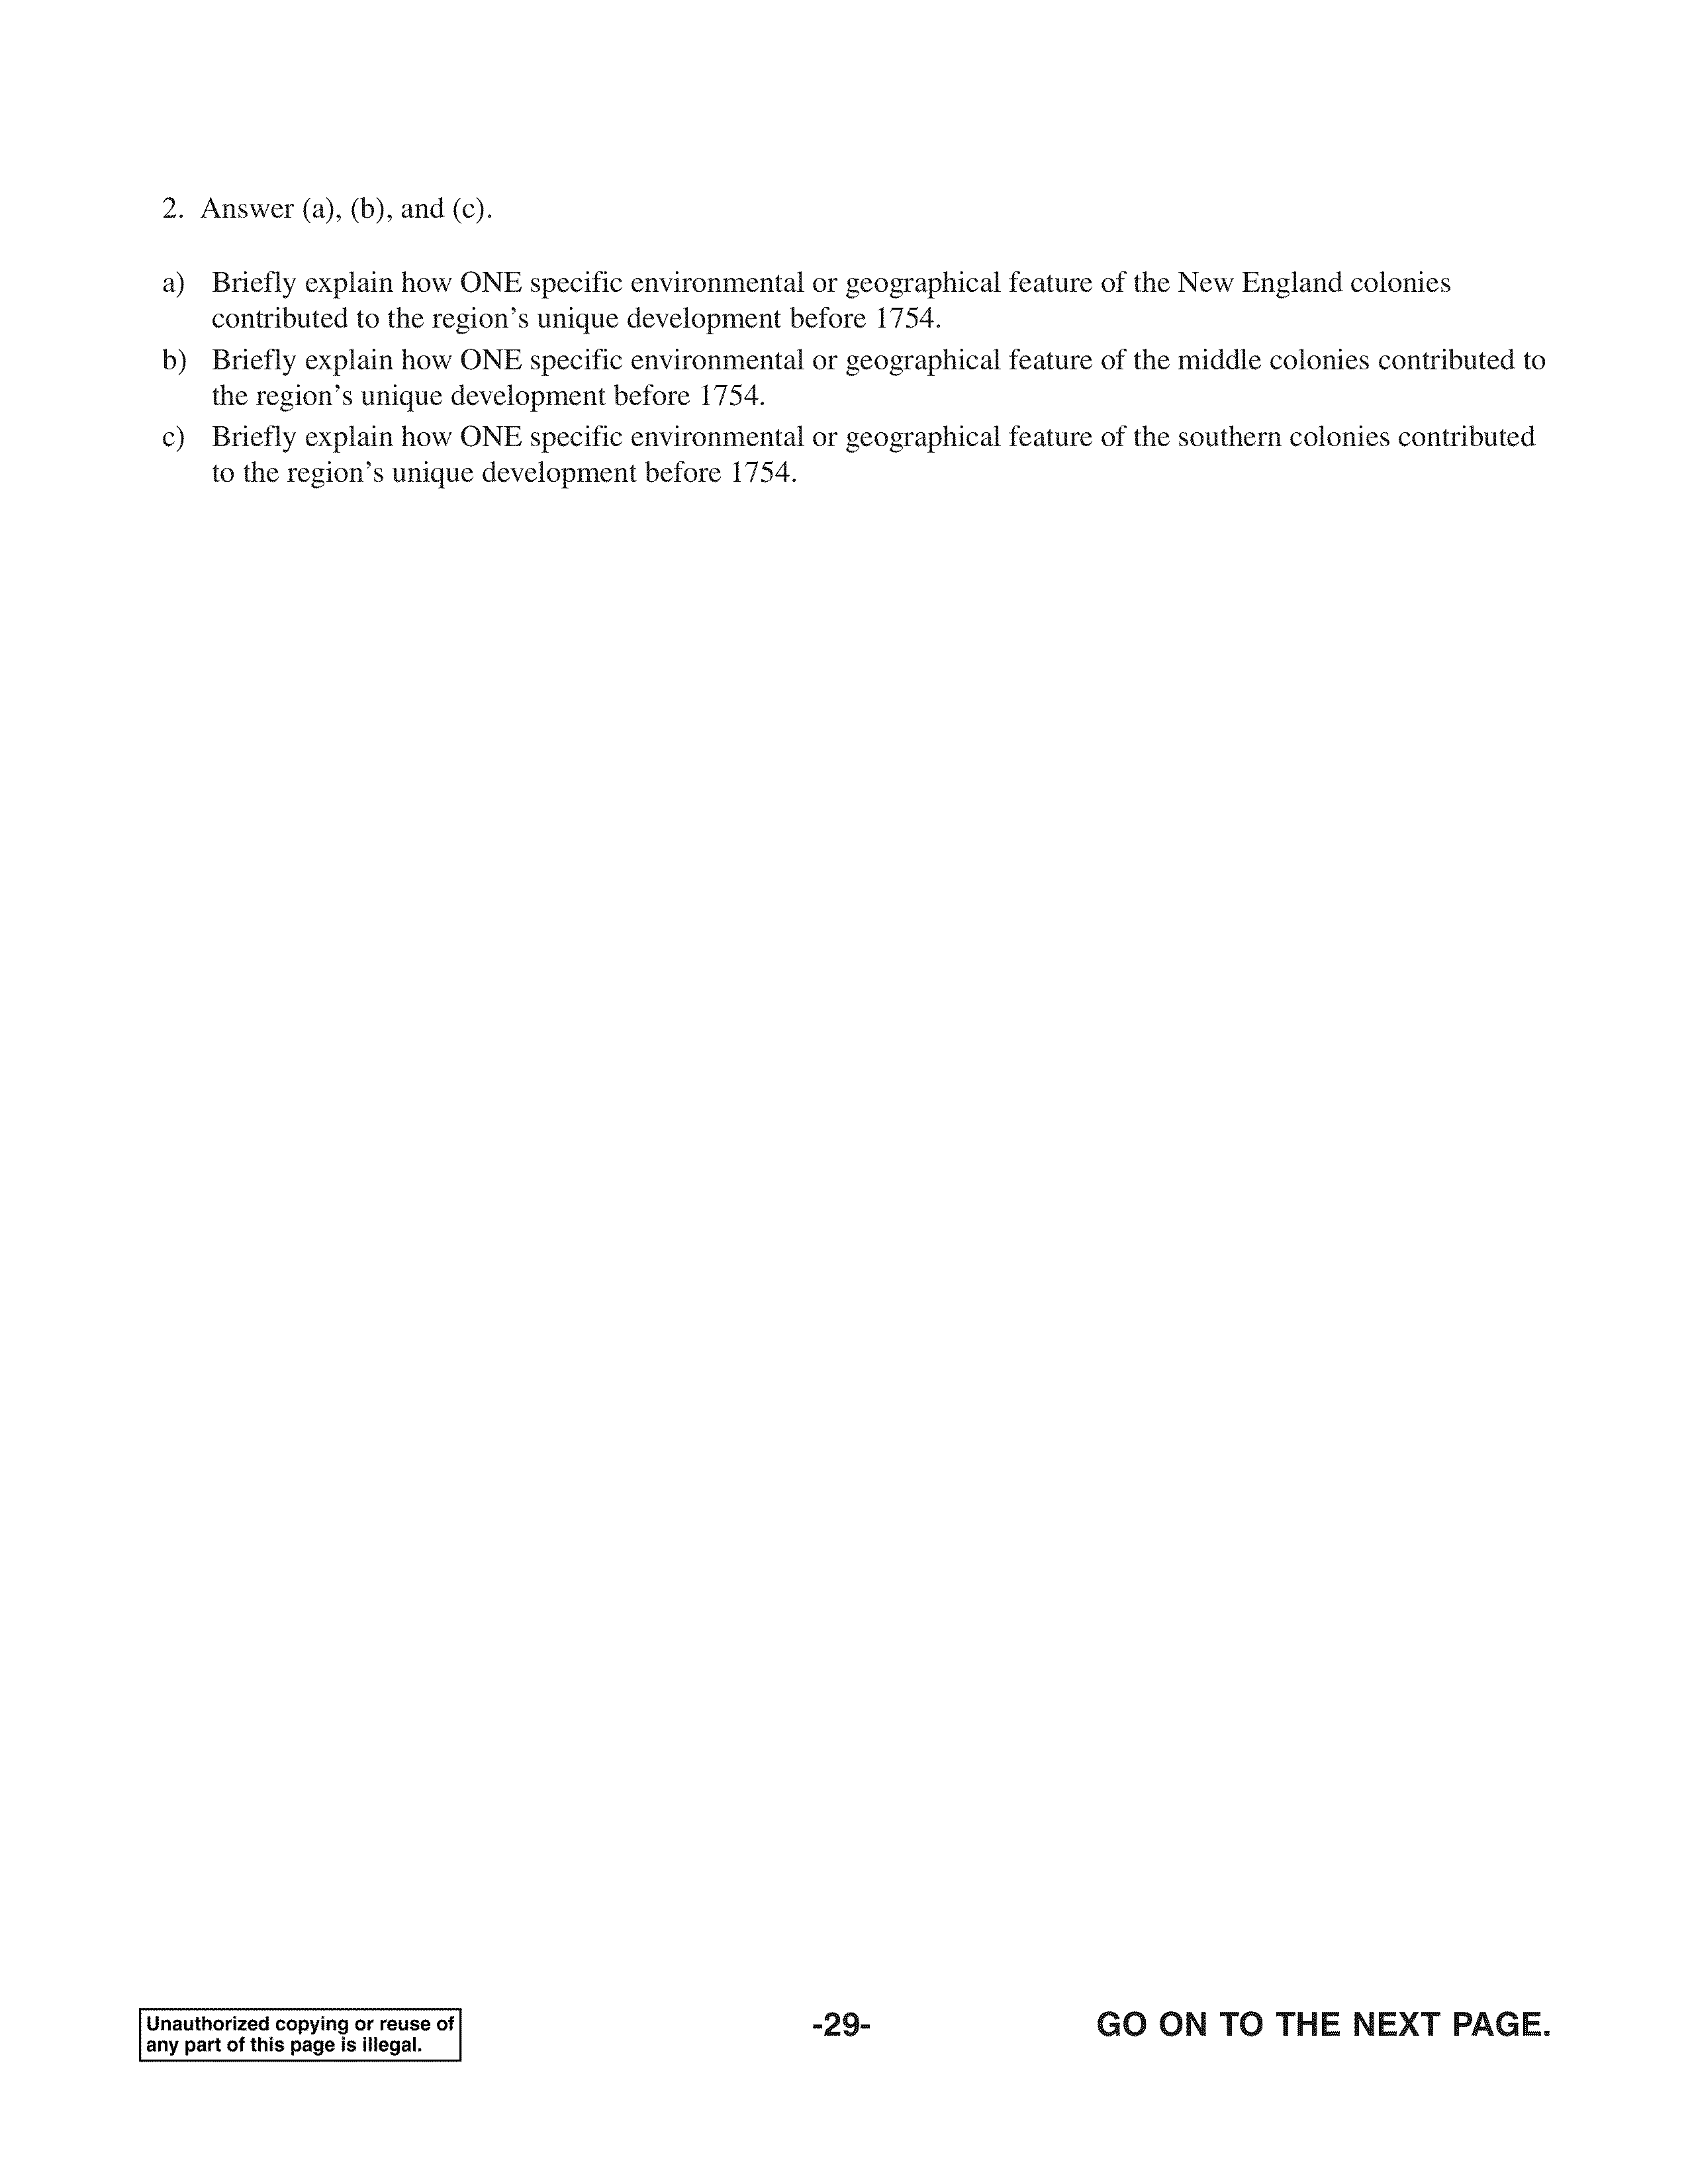 2. Answer (a), (b), and (c).
a) Briefly explain how ONE specific environmental or geographical feature of the New England colonies
contributed to the region's unique development before 1754.
b) Briefly explain how ONE specific environmental or geographical feature of the middle colonies contributed to
the region's unique development before 1754.
c) Briefly explain how ONE specific environmental or geographical feature of the southern colonies contributed
to the region's unique development before 1754.
Unauthorized copying or reuse of
any part of this page is illegal.
-29-
GO ON TO THE NEXT PAGE.